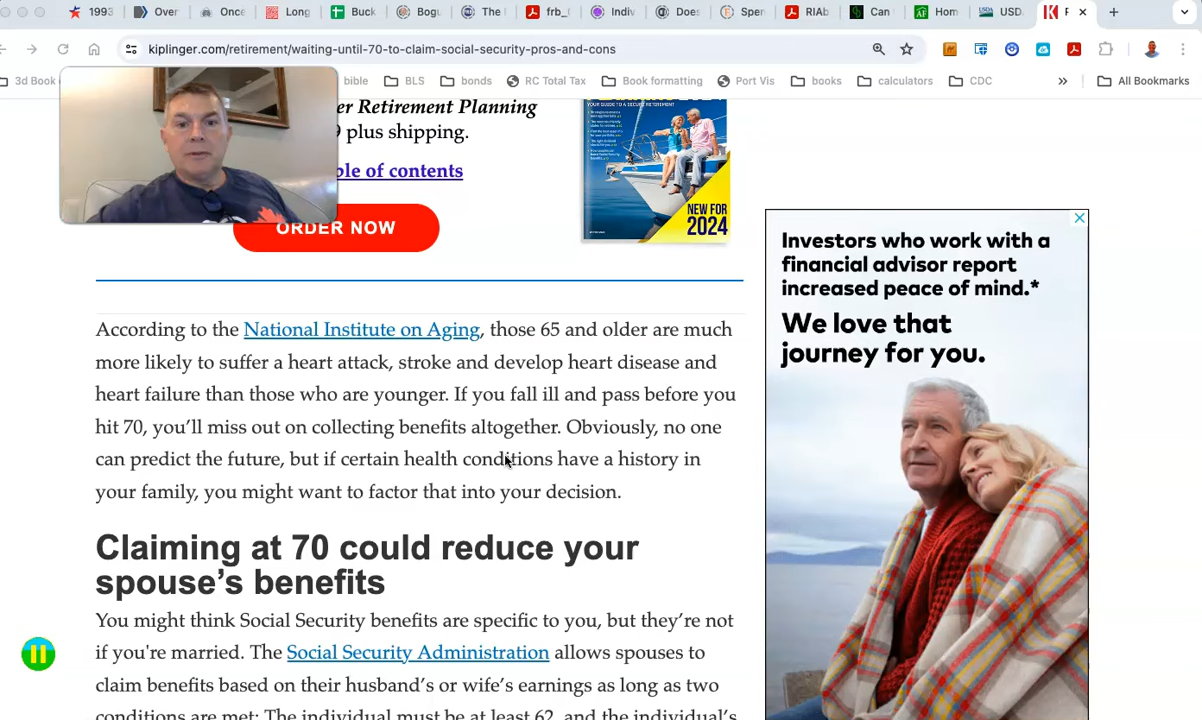 1993
Over
Once
Long
Buck
Bogu
The I
frb_(
Indiv
Does
Sper
RIAb
Can
Hom
USD
F
kiplinger.com/retirement/waiting-until-70-to-claim-social-security-pros-and-cons
3d Book
bible
BLS
bonds
RC Total Tax
Book formatting
Port Vis
books
calculators
CDC
All Bookmarks
er Retirement Planning
9 plus shipping.
ble of contents
ORDER NOW
YOUR GUIDE TO A SECURE RETIREMENT
NEW FOR
2024
According to the National Institute on Aging, those 65 and older are much
more likely to suffer a heart attack, stroke and develop heart disease and
heart failure than those who are younger. If you fall ill and pass before you
hit 70, you'll miss out on collecting benefits altogether. Obviously, no one
can predict the future, but if certain health conditions have a history in
your family, you might want to factor that into your decision.
Claiming at 70 could reduce your
spouse's benefits
You might think Social Security benefits are specific to you, but they're not
if you're married. The Social Security Administration allows spouses to
claim benefits based on their husband's or wife's earnings as long as two
conditions are met: The individual must be at least 62, and the individual's
Investors who work with a
financial advisor report
increased peace of mind.*
We love that
journey for you.